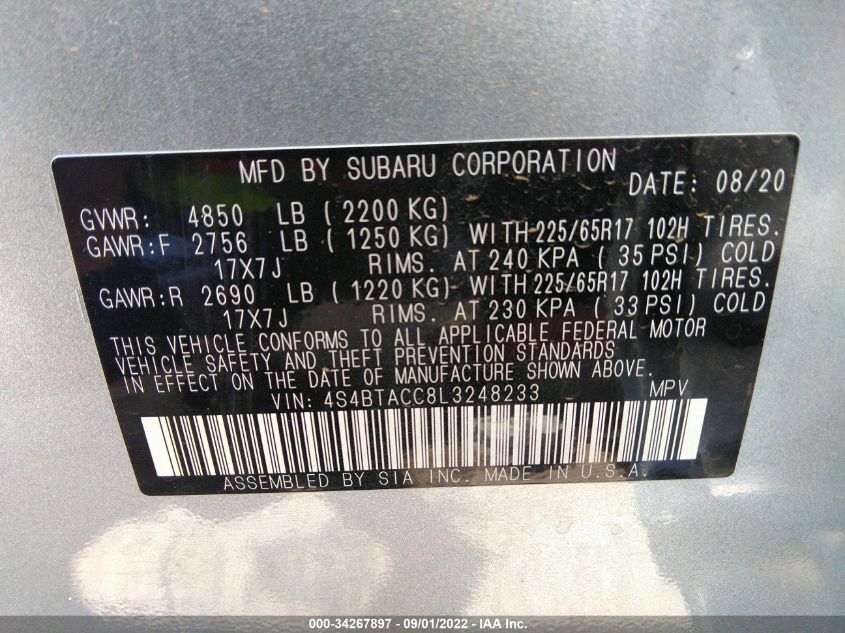 MFD BY SUBARU CORPORATION DATE: 08/20
GVWR: 4850 LB ( 2200 KG)
GAWR:F 2756 LB ( 1250 KG) WITH 225/65R17 102H TIRES.
17X7J RIMS. AT 240 KPA ( 35 PSI) COLD
GAWR:R 2690 LB ( 1220 KG) WITH 225/65R17 102H TIRES.
17X7J RIMS. AT 230 KPA ( 33 PSI) COLD
THIS VEHICLE CONFORMS TO ALL APPLICABLE FEDERAL MOTOR
VEHICLE SAFETY AND THEFT PREVENTION STANDARDS
IN EFFECT ON THE DATE OF MANUFACTURE SHOWN ABOVE.
VIN: 4S4BTACC8L3248233 MPV
ASSEMBLED BY SIA INC. MADE IN U.S.A.
000-34267897 - 09/01/2022 - IAA Inc.